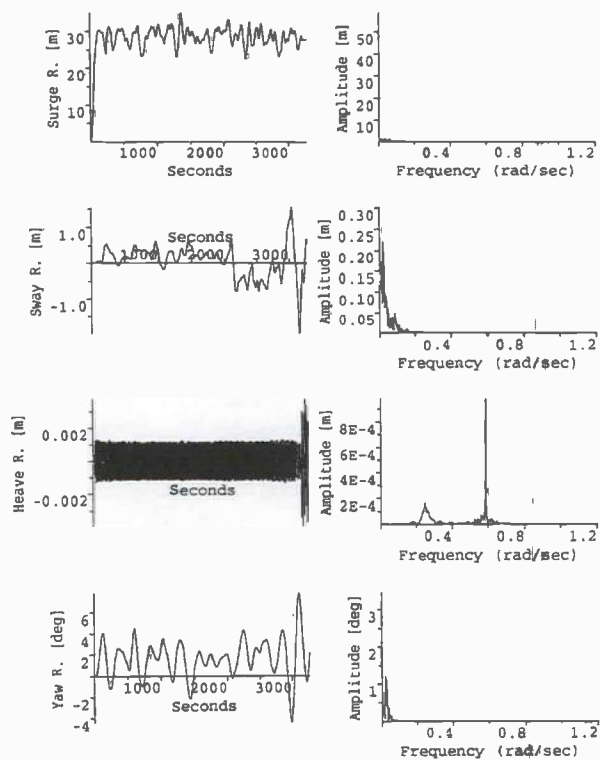 Surge R. [m]
30
20
10
1000 2000 3000
Seconds
Amplitude [m]
50
40
30
20
10
0.4 0.8 1.2
Frequency (rad/sec)
Sway R. [m]
1.0
-1.0
Seconds
1000 2000 3000
Amplitude [m]
0.30
0.25
0.20
0.15
0.10
0.05
0.4 0.8 1.2
Frequency (rad/sec)
Heave R. [m]
0.002
-0.002
Seconds
Amplitude [m]
8E-4
6E-4
4E-4
2E-4
0.4 0.8 1.2
Frequency (rad/sec)
Yaw R. [deg]
6
4
2
0
-2
-4
1000 2000 3000
Seconds
Amplitude [deg]
3
2
1
0.4 0.8 1.2
Frequency (rad/sec)